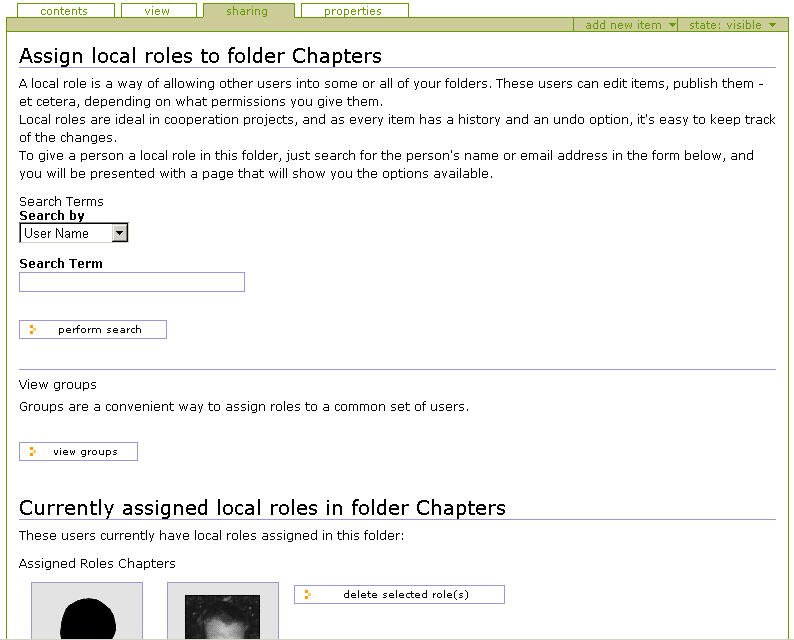 contents
view
sharing
properties
add new item
state: visible
Assign local roles to folder Chapters
A local role is a way of allowing other users into some or all of your folders. These users can edit items, publish them -
et cetera, depending on what permissions you give them.
Local roles are ideal in cooperation projects, and as every item has a history and an undo option, it's easy to keep track
of the changes.
To give a person a local role in this folder, just search for the person's name or email address in the form below, and
you will be presented with a page that will show you the options available.
Search Terms
Search by
User Name
Search Term
perform search
View groups
Groups are a convenient way to assign roles to a common set of users.
view groups
Currently assigned local roles in folder Chapters
These users currently have local roles assigned in this folder:
Assigned Roles Chapters
delete selected role(s)